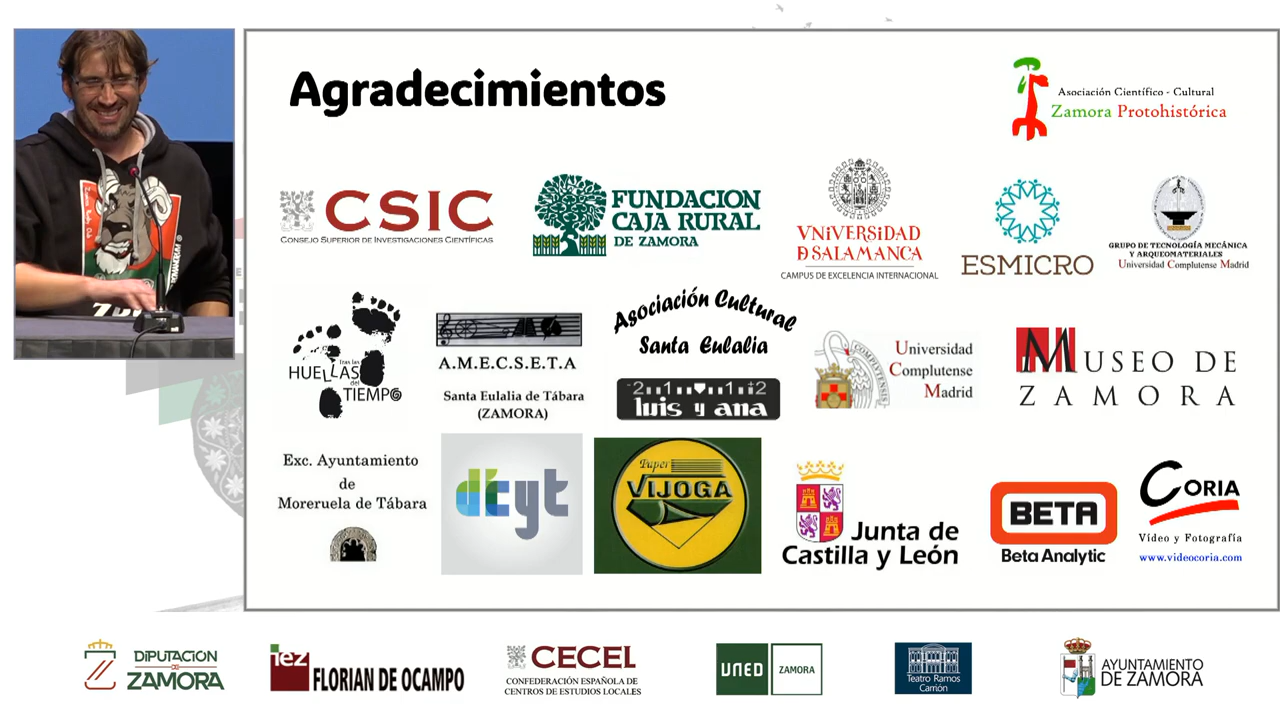 Agradecimientos
Asociación Científico - Cultural
Zamora Protohistórica
CSIC
CONSEJO SUPERIOR DE INVESTIGACIONES CIENTÍFICAS
FUNDACION
CAJA RURAL
DE ZAMORA
VNiVERSiDAD
D SALAMANCA
CAMPUS DE EXCELENCIA INTERNACIONAL
ESMICRO
GRUPO DE TECNOLOGÍA MECÁNICA
Y ARQUEOMATERIALES
Universidad Complutense Madrid
tras las
HUELLAS
del
TIEMPO
A.M.E.C.S.E.T.A
Santa Eulalia de Tábara
(ZAMORA)
Asociación Cultural
Santa Eulalia
luis y ana
Universidad
Complutense
Madrid
MUSEO DE
ZAMORA
Exc. Ayuntamiento
de
Moreruela de Tábara
dicyt
Puper
VIJOGA
Junta de
Castilla y León
BETA
Beta Analytic
CORIA
Vídeo y Fotografía
www.videocoria.com
DiPUTACiON
ZAMORA
iez
FLORIAN DE OCAMPO
CECEL
CONFEDERACIÓN ESPAÑOLA DE
CENTROS DE ESTUDIOS LOCALES
UNED
ZAMORA
Teatro Ramos
Carrión
AYUNTAMIENTO
DE ZAMORA